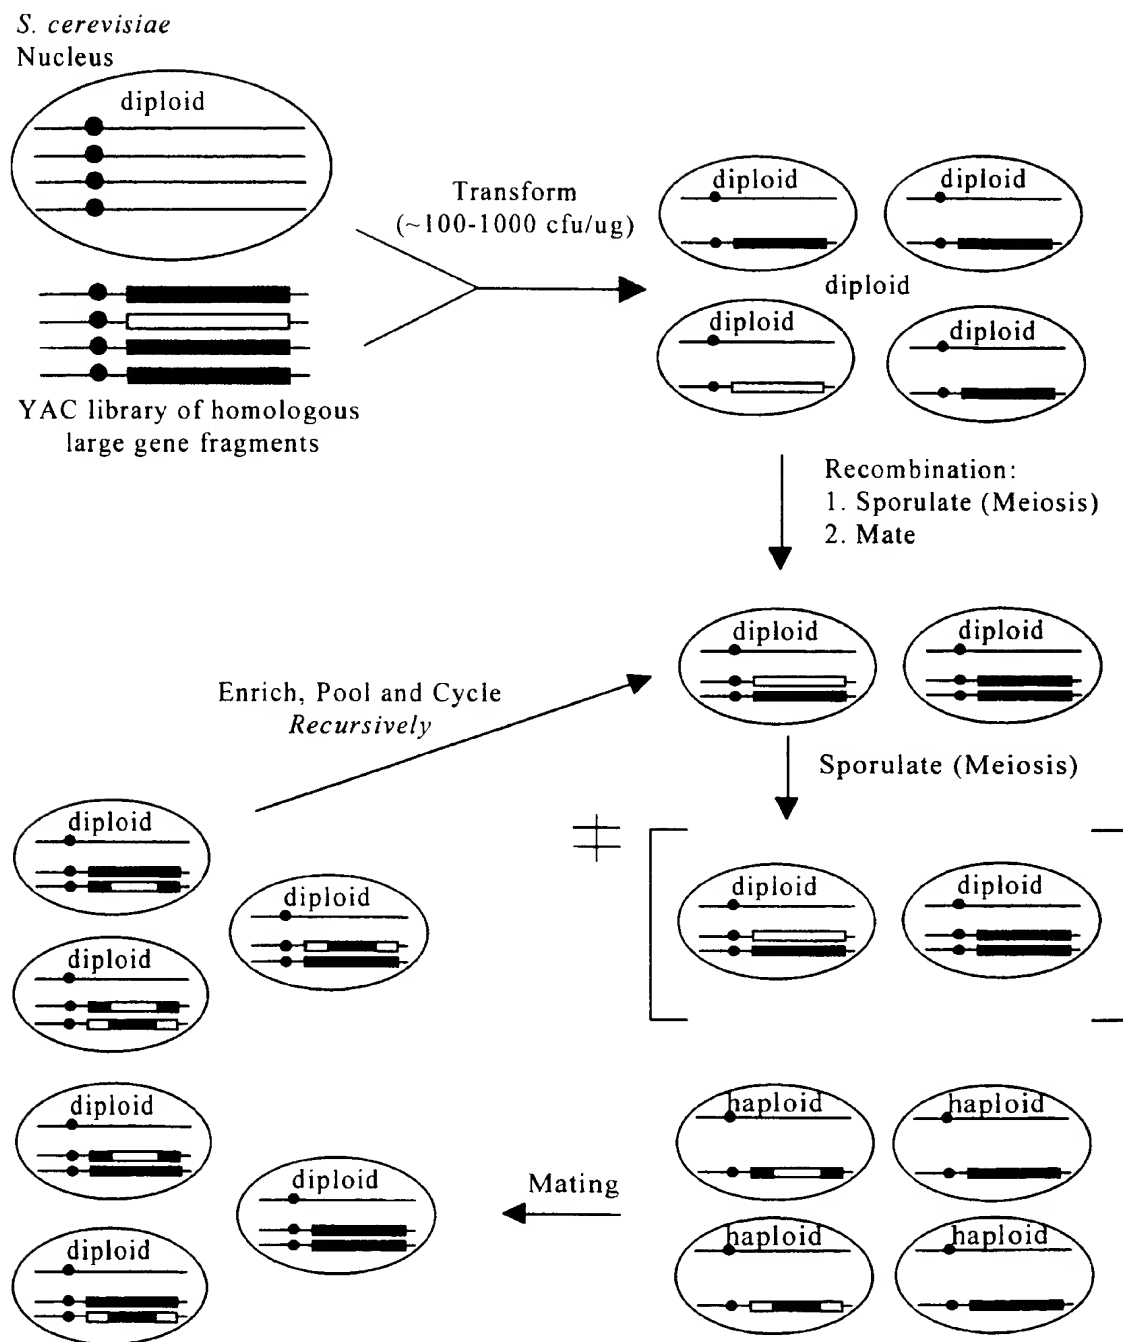 S. cerevisiae
Nucleus
diploid
Transform
(~100-1000 cfu/ug)
diploid
diploid
diploid
diploid
diploid
YAC library of homologous
large gene fragments
Recombination:
1. Sporulate (Meiosis)
2. Mate
diploid
diploid
Enrich, Pool and Cycle
Recursively
Sporulate (Meiosis)
diploid
diploid
diploid
diploid
diploid
diploid
haploid
haploid
diploid
Mating
diploid
haploid
haploid